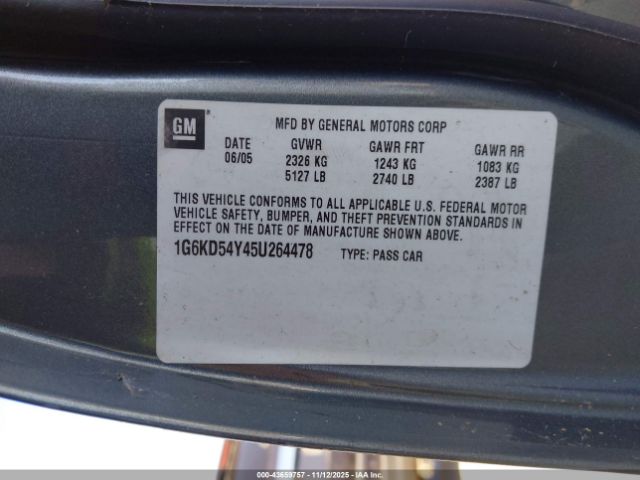 GM
MFD BY GENERAL MOTORS CORP
DATE GVWR GAWR FRT GAWR RR
06/05 2326 KG 1243 KG 1083 KG
5127 LB 2740 LB 2387 LB
THIS VEHICLE CONFORMS TO ALL APPLICABLE U.S. FEDERAL MOTOR
VEHICLE SAFETY, BUMPER, AND THEFT PREVENTION STANDARDS IN
EFFECT ON THE DATE OF MANUFACTURE SHOWN ABOVE.
1G6KD54Y45U264478 TYPE: PASS CAR
000-43659757 - 11/12/2025 - IAA Inc.